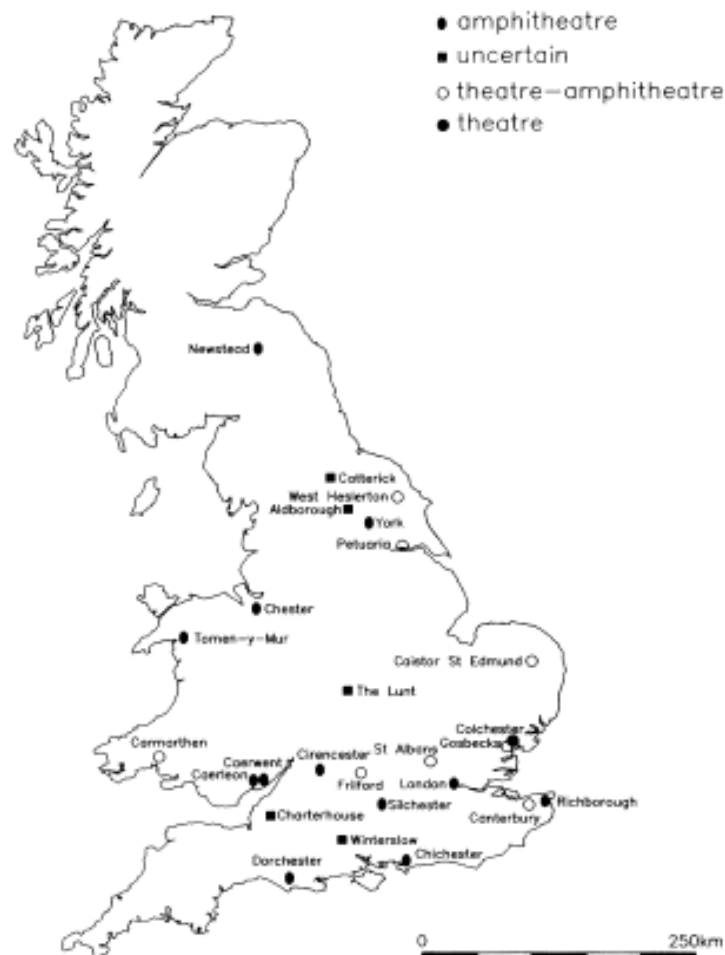 amphitheatre
uncertain
theatre-amphitheatre
theatre
Newstead
Catterick
West Heslerton
Aldborough
York
Petuaria
Chester
Tomen-y-Mur
Caistor St Edmund
The Lunt
Colchester
Gosbecks
Carmarthen
St Albans
Cirencester
Caerwent
Caerleon
Frilford
London
Silchester
Richborough
Canterbury
Charterhouse
Winterslow
Chichester
Dorchester
0 250km